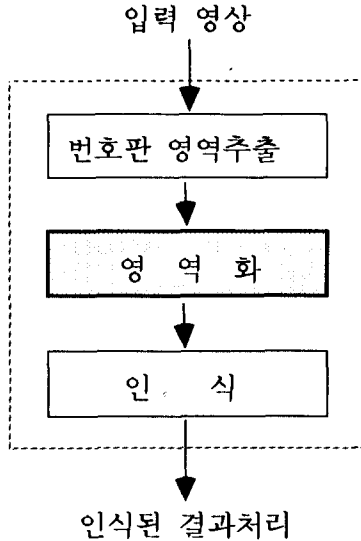 입력 영상
번호판 영역추출
영 역 화
인 식
인식된 결과처리